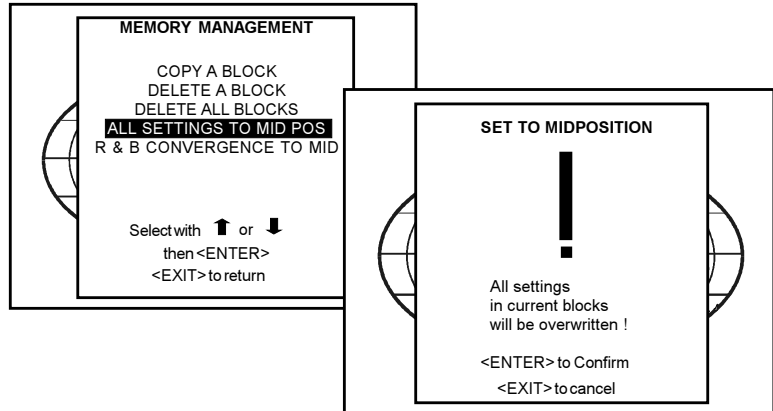 MEMORY MANAGEMENT
COPY A BLOCK
DELETE A BLOCK
DELETE ALL BLOCKS
ALL SETTINGS TO MID POS
R & B CONVERGENCE TO MID
Select with ⬆ or ⬇
then <ENTER>
<EXIT> to return
SET TO MIDPOSITION
!
All settings
in current blocks
will be overwritten !
<ENTER> to Confirm
<EXIT> to cancel